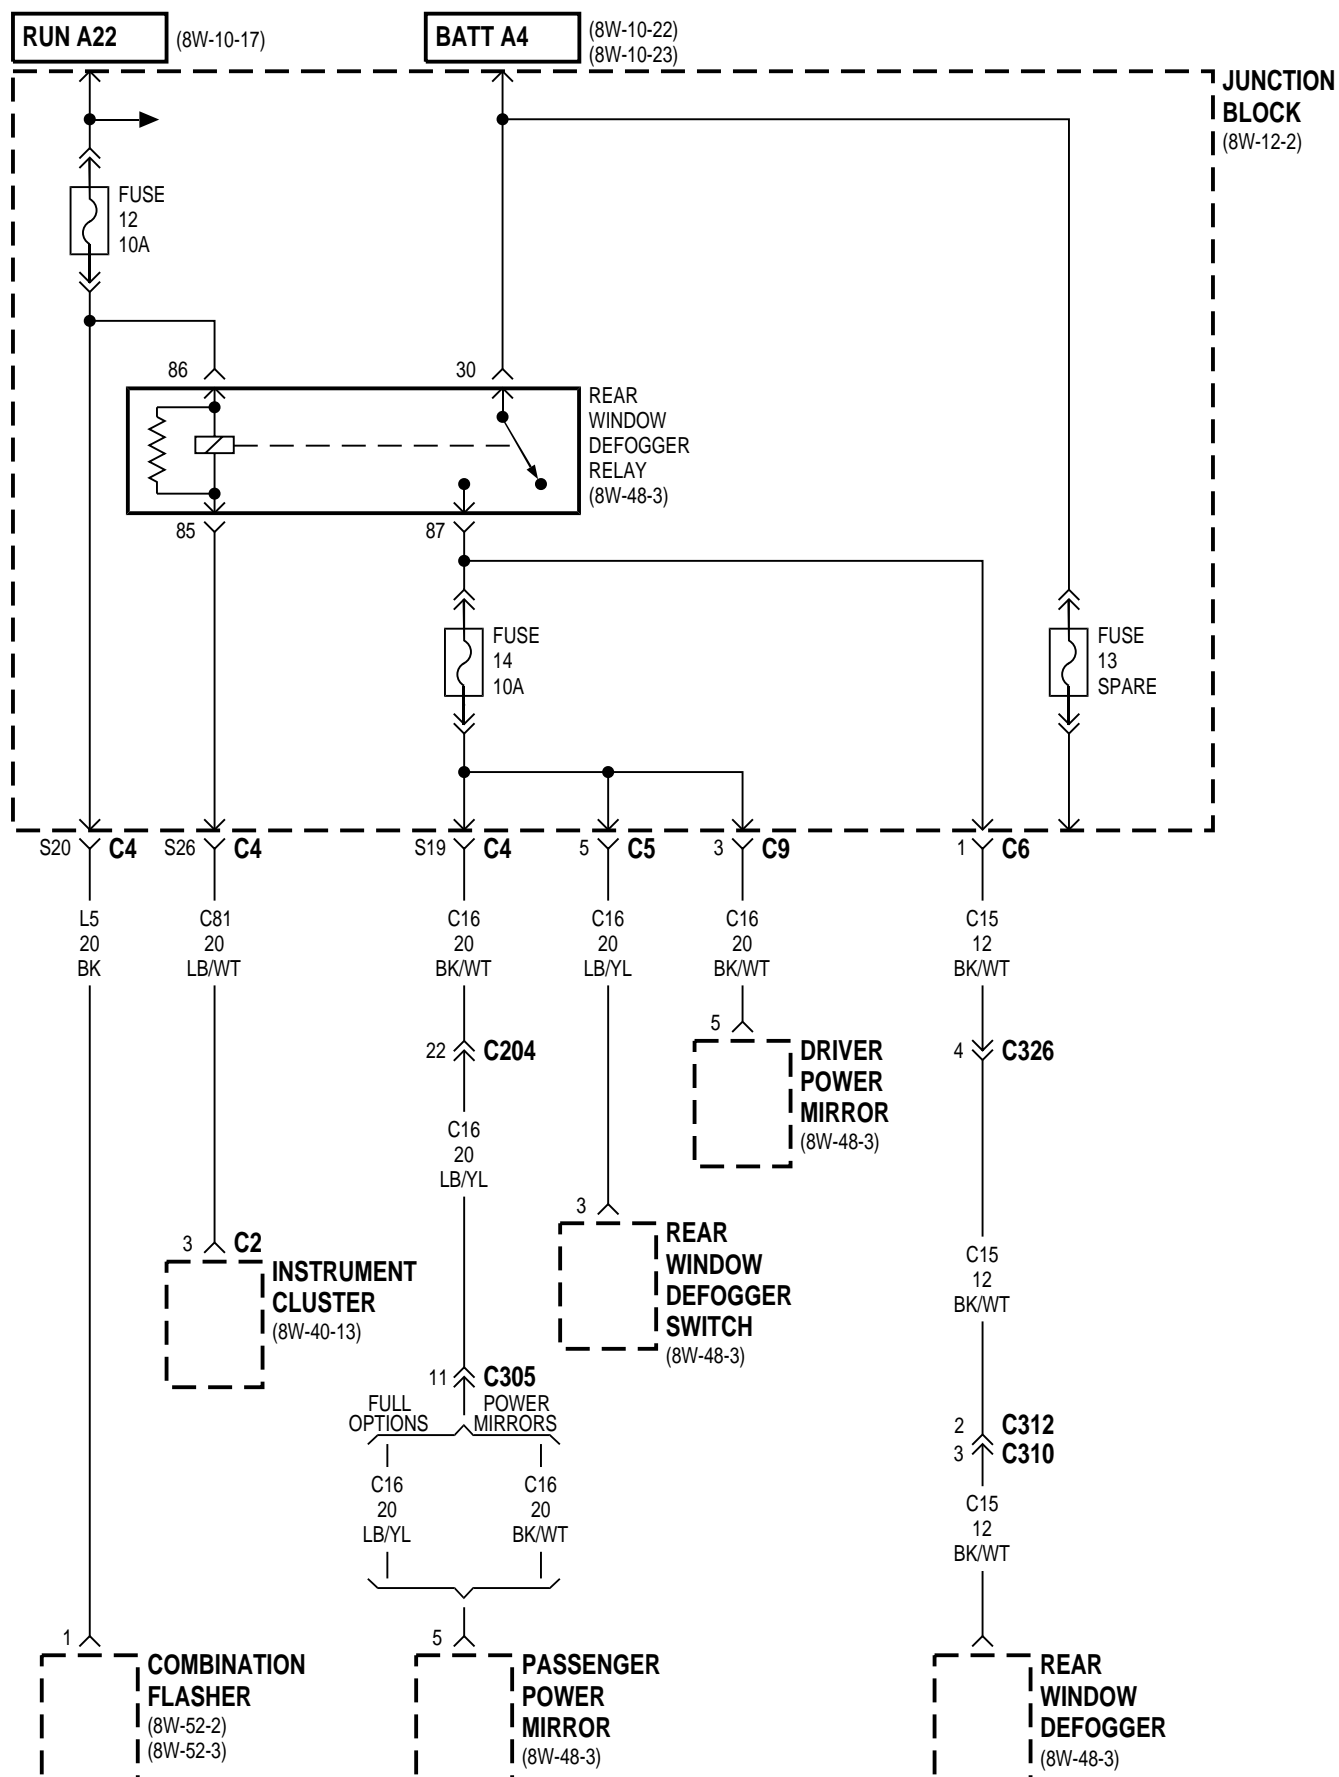 RUN A22
(8W-10-17)
BATT A4
(8W-10-22)
(8W-10-23)
JUNCTION
BLOCK
(8W-12-2)
FUSE
12
10A
86
30
REAR
WINDOW
DEFOGGER
RELAY
(8W-48-3)
85
87
FUSE
14
10A
FUSE
13
SPARE
S20 C4
S26 C4
S19 C4
5 C5
3 C9
1 C6
L5
20
BK
C81
20
LB/WT
C16
20
BK/WT
C16
20
LB/YL
C16
20
BK/WT
C15
12
BK/WT
5
DRIVER
POWER
MIRROR
(8W-48-3)
22 C204
4 C326
C16
20
LB/YL
3
REAR
WINDOW
DEFOGGER
SWITCH
(8W-48-3)
3 C2
INSTRUMENT
CLUSTER
(8W-40-13)
C15
12
BK/WT
11 C305
FULL
OPTIONS
POWER
MIRRORS
2 C312
3 C310
C16
20
LB/YL
C16
20
BK/WT
C15
12
BK/WT
1
COMBINATION
FLASHER
(8W-52-2)
(8W-52-3)
5
PASSENGER
POWER
MIRROR
(8W-48-3)
REAR
WINDOW
DEFOGGER
(8W-48-3)